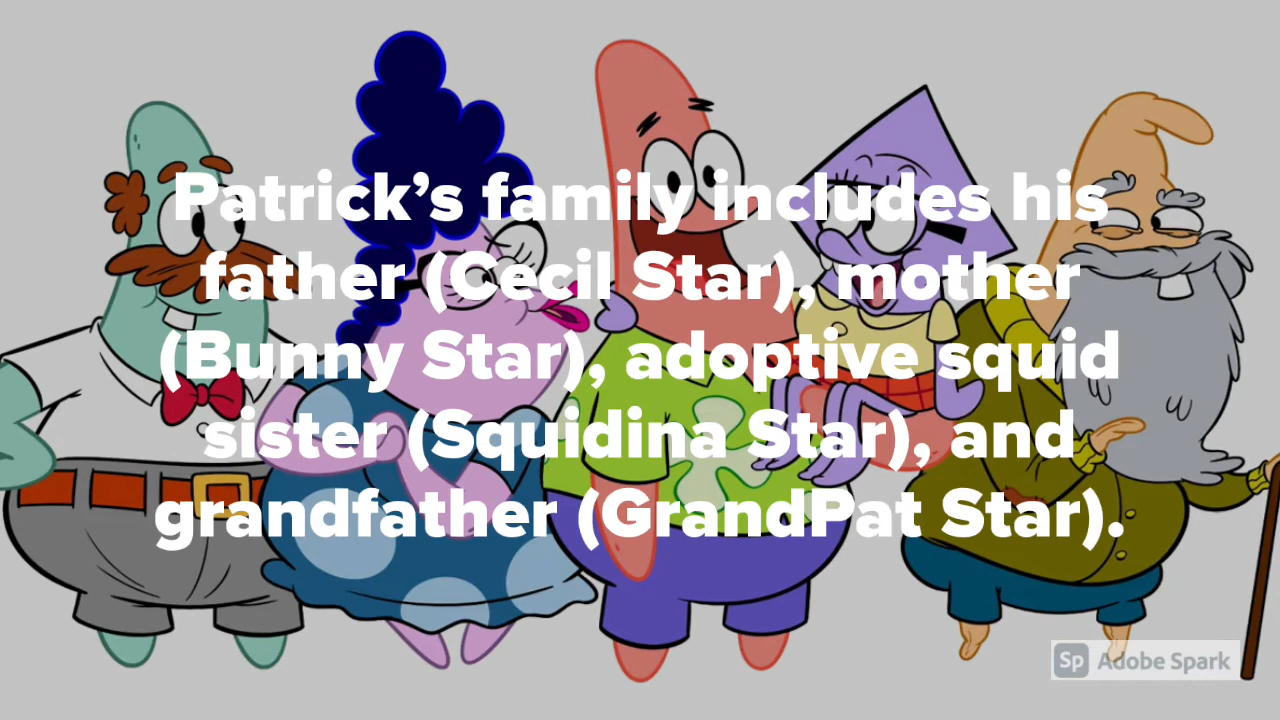 Patrick’s family includes his
father (Cecil Star), mother
(Bunny Star), adoptive squid
sister (Squidina Star), and
grandfather (GrandPat Star).
Sp Adobe Spark